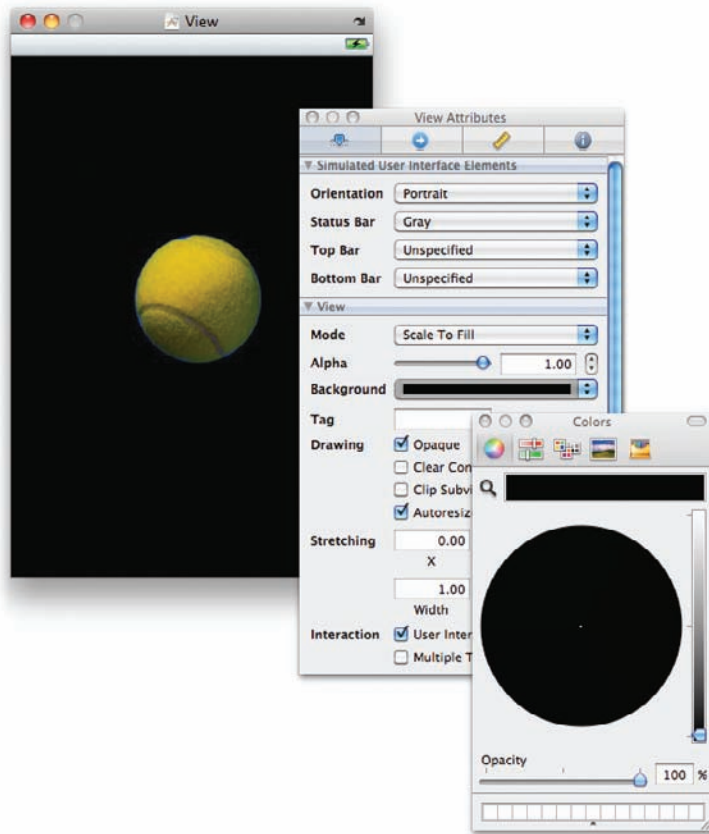 View
View Attributes
Simulated User Interface Elements
Orientation Portrait
Status Bar Gray
Top Bar Unspecified
Bottom Bar Unspecified
View
Mode Scale To Fill
Alpha 1.00
Background
Tag
Colors
Drawing Opaque
Clear Con
Clip Subvi
Autoresiz
Stretching 0.00
X
1.00
Width
Interaction User Inter
Multiple T
Opacity
100 %